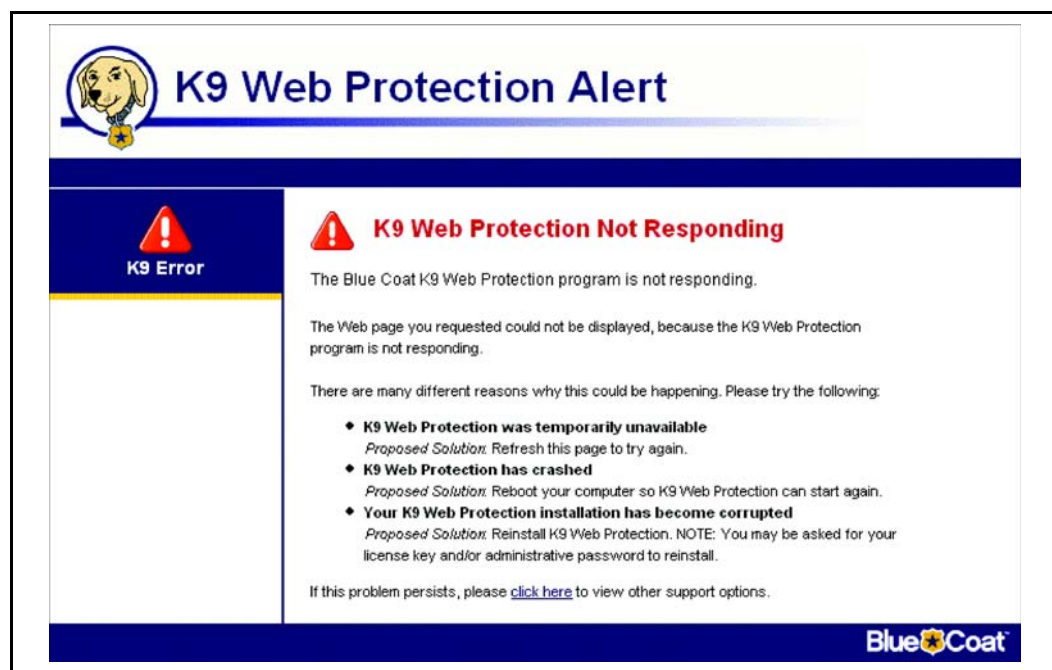 K9 Web Protection Alert
K9 Error
K9 Web Protection Not Responding
The Blue Coat K9 Web Protection program is not responding.
The Web page you requested could not be displayed, because the K9 Web Protection
program is not responding.
There are many different reasons why this could be happening. Please try the following:
K9 Web Protection was temporarily unavailable
Proposed Solution: Refresh this page to try again.
K9 Web Protection has crashed
Proposed Solution: Reboot your computer so K9 Web Protection can start again.
Your K9 Web Protection installation has become corrupted
Proposed Solution: Reinstall K9 Web Protection. NOTE: You may be asked for your
license key and/or administrative password to reinstall.
If this problem persists, please click here to view other support options.
Blue Coat